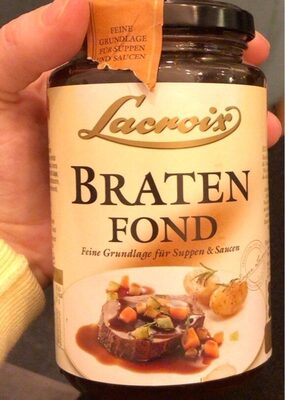 FEINE
GRUNDLAGE
FÜR SUPPEN
UND SAUCEN
Lacroix
BRATEN
FOND
Feine Grundlage für Suppen & Saucen